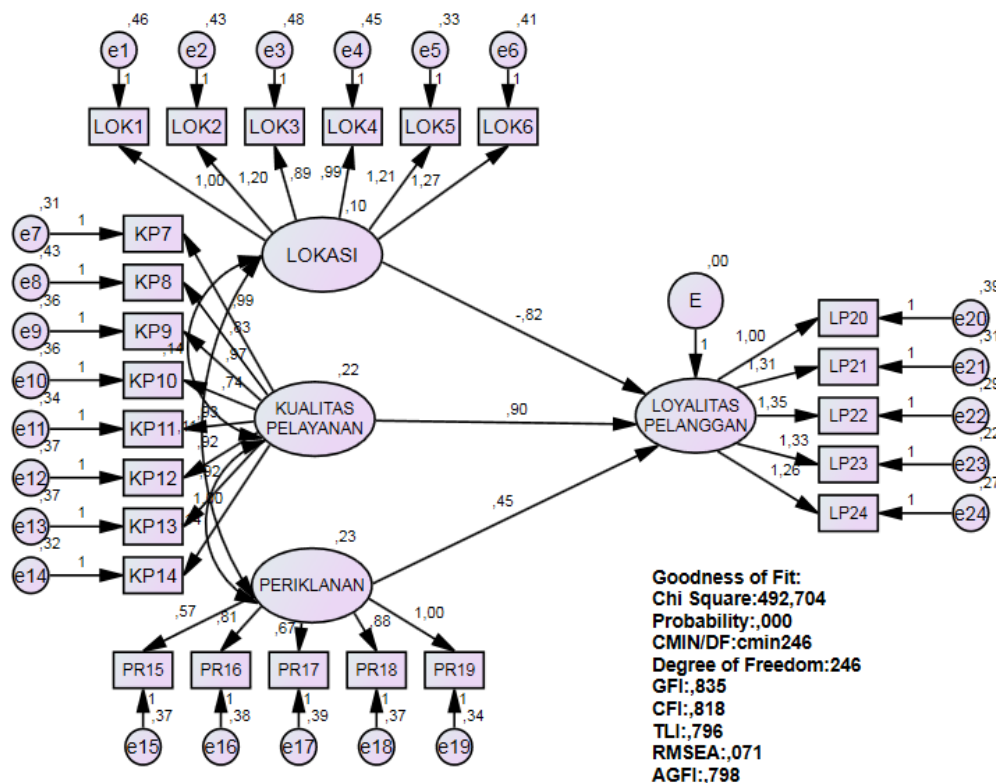 ,46 ,43 ,48 ,45 ,33 ,41
e1 e2 e3 e4 e5 e6
1 1 1 1 1 1
LOK1 LOK2 LOK3 LOK4 LOK5 LOK6
1,00 1,20 ,89 ,99 1,21 1,27
,10
LOKASI
,31
e7 1 KP7
,43
e8 1 KP8
,36
e9 1 KP9
,36
e10 1 KP10
,34
e11 1 KP11
,37
e12 1 KP12
,37
e13 1 KP13
,32
e14 1 KP14
,99
,83
,97
,74
,93
,92
,92
,14
,22
KUALITAS
PELAYANAN
-,82
,90
,45
,00
E
1
LOYALITAS
PELANGGAN
1,00
1,31
1,35
1,33
1,26
,39
LP20 1 e20
,31
LP21 1 e21
,29
LP22 1 e22
,22
LP23 1 e23
,27
LP24 1 e24
,23
PERIKLANAN
,57 ,81 ,67 ,88 1,00
PR15 PR16 PR17 PR18 PR19
1 1 1 1 1
,37 ,38 ,39 ,37 ,34
e15 e16 e17 e18 e19
Goodness of Fit:
Chi Square:492,704
Probability:,000
CMIN/DF:cmin246
Degree of Freedom:246
GFI:,835
CFI:,818
TLI:,796
RMSEA:,071
AGFI:,798